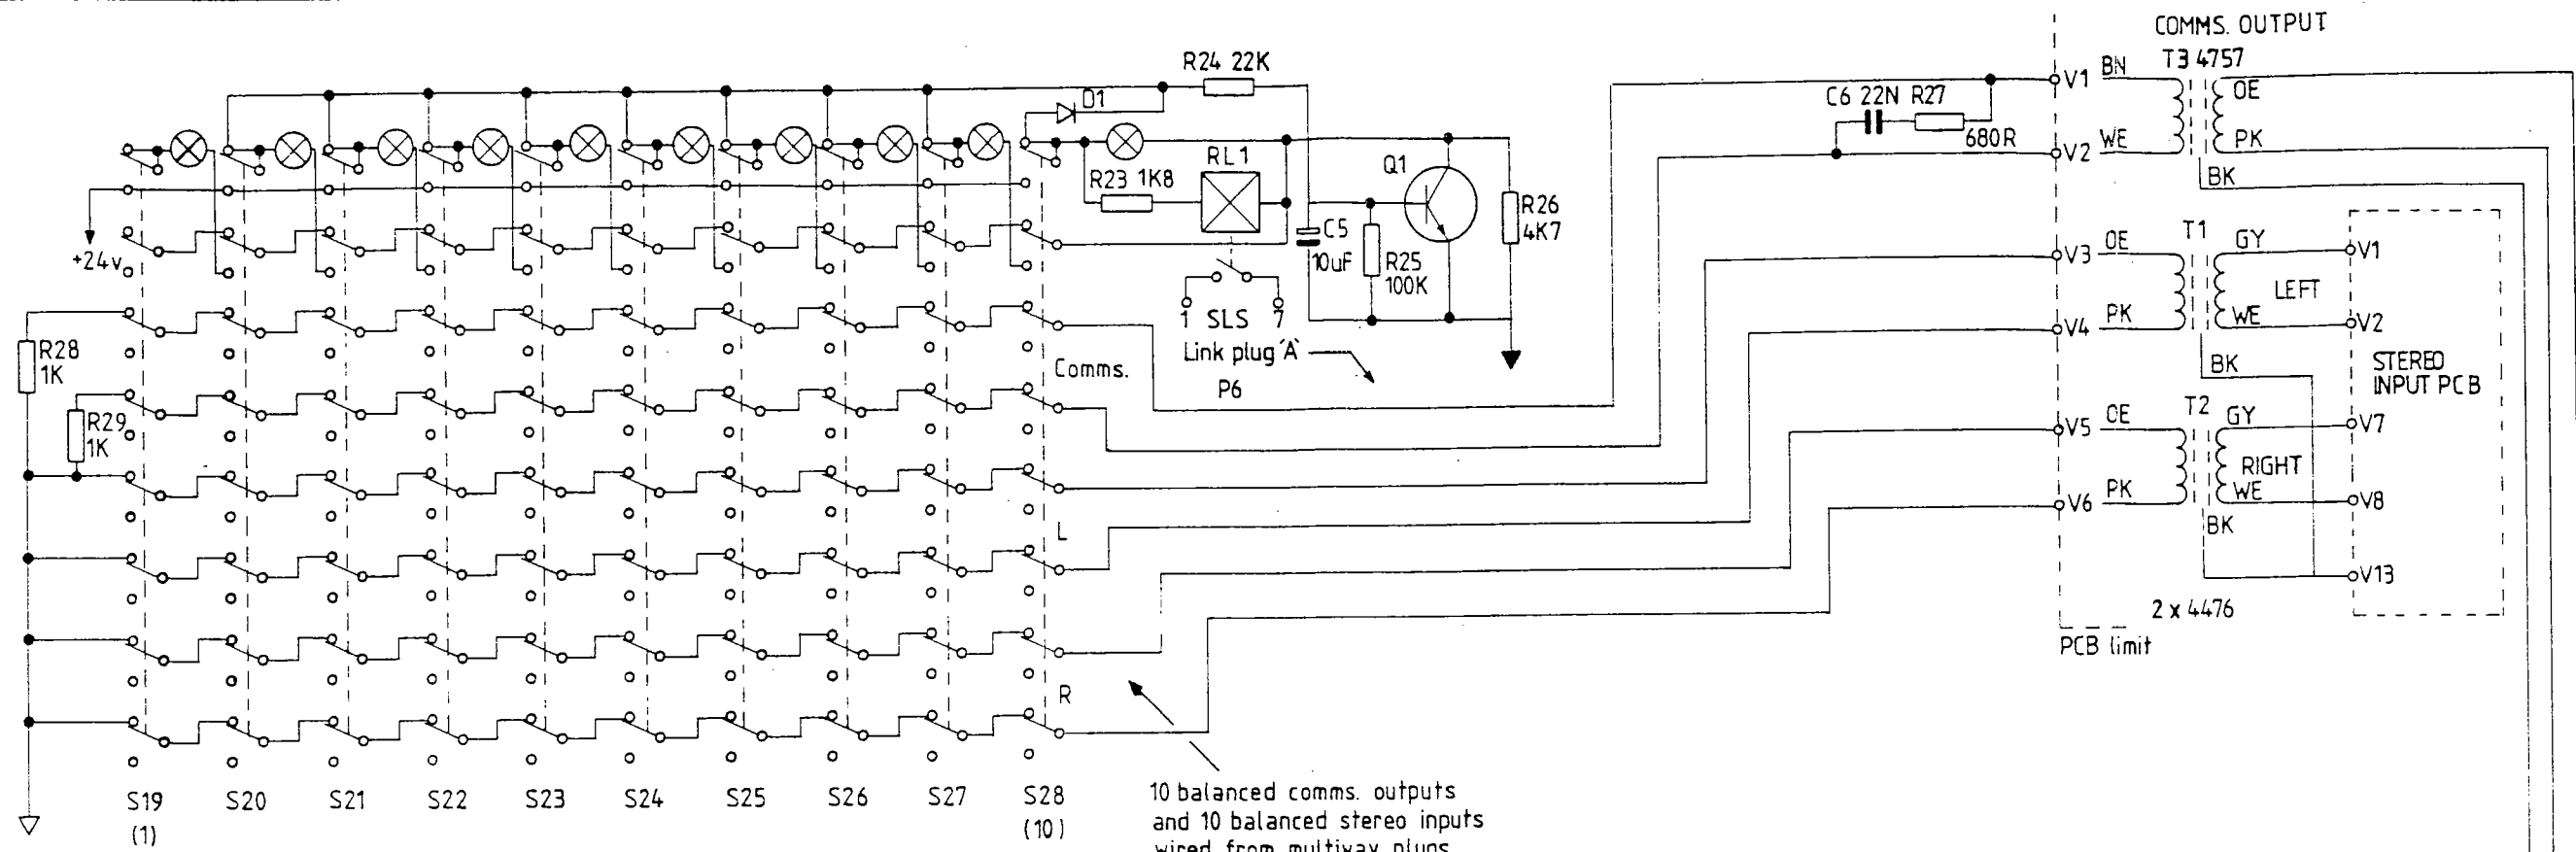 COMMS. OUTPUT
T3 4757
R24 22K
V1 BN
OE
D1
C6 22N R27
680R
V2 WE
PK
BK
RL1
Q1
R23 1K8
R26
4K7
+24v
C5
10uF
R25
100K
1 SLS 7
Link plug 'A'
P6
V3 OE
T1
GY
V1
LEFT
V4 PK
WE
V2
BK
STEREO
INPUT PCB
R28
1K
R29
1K
Comms.
T2
V5 OE
GY
V7
RIGHT
V6 PK
WE
V8
BK
L
V13
2 x 4476
PCB limit
R
S19
(1)
S20
S21
S22
S23
S24
S25
S26
S27
S28
(10)
10 balanced comms. outputs
and 10 balanced stereo inputs
wired from multiway plugs